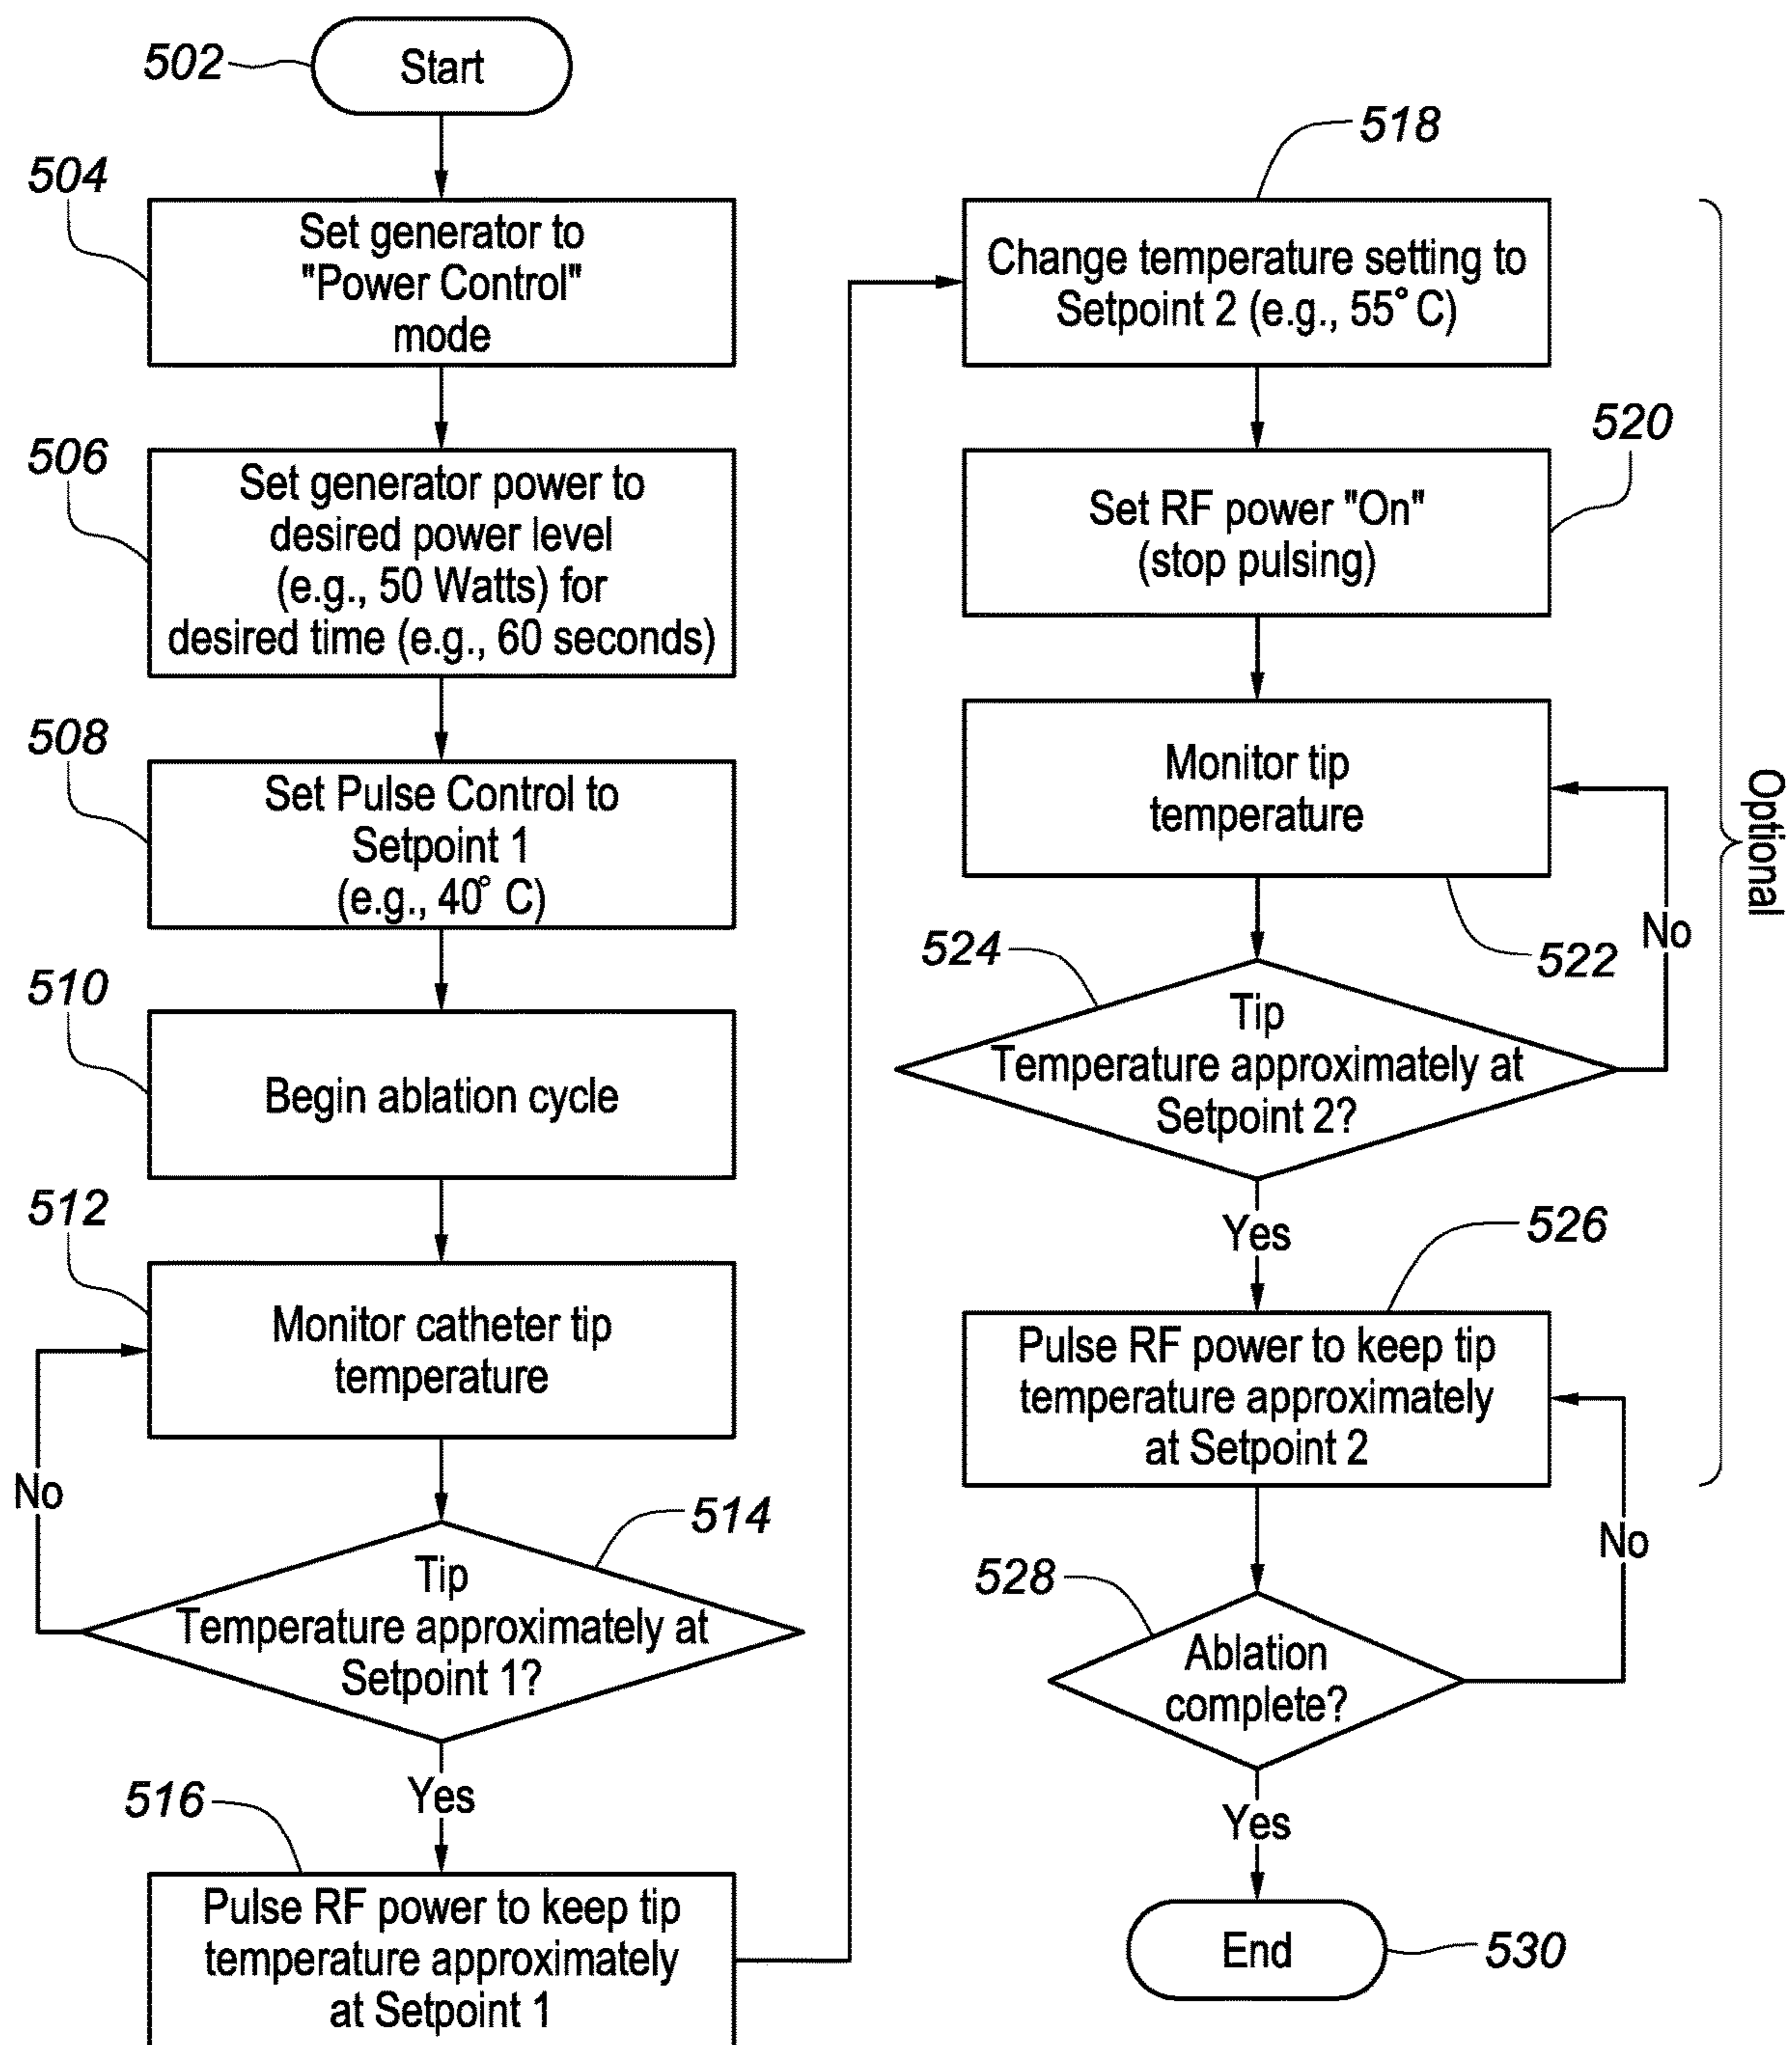 502
Start
504
Set generator to
"Power Control"
mode
506
Set generator power to
desired power level
(e.g., 50 Watts) for
desired time (e.g., 60 seconds)
508
Set Pulse Control to
Setpoint 1
(e.g., 40° C)
510
Begin ablation cycle
512
Monitor catheter tip
temperature
No
514
Tip
Temperature approximately at
Setpoint 1?
Yes
516
Pulse RF power to keep tip
temperature approximately
at Setpoint 1
518
Change temperature setting to
Setpoint 2 (e.g., 55° C)
520
Set RF power "On"
(stop pulsing)
Monitor tip
temperature
522
No
524
Tip
Temperature approximately at
Setpoint 2?
Yes
526
Pulse RF power to keep tip
temperature approximately
at Setpoint 2
No
528
Ablation
complete?
Yes
End
530
Optional